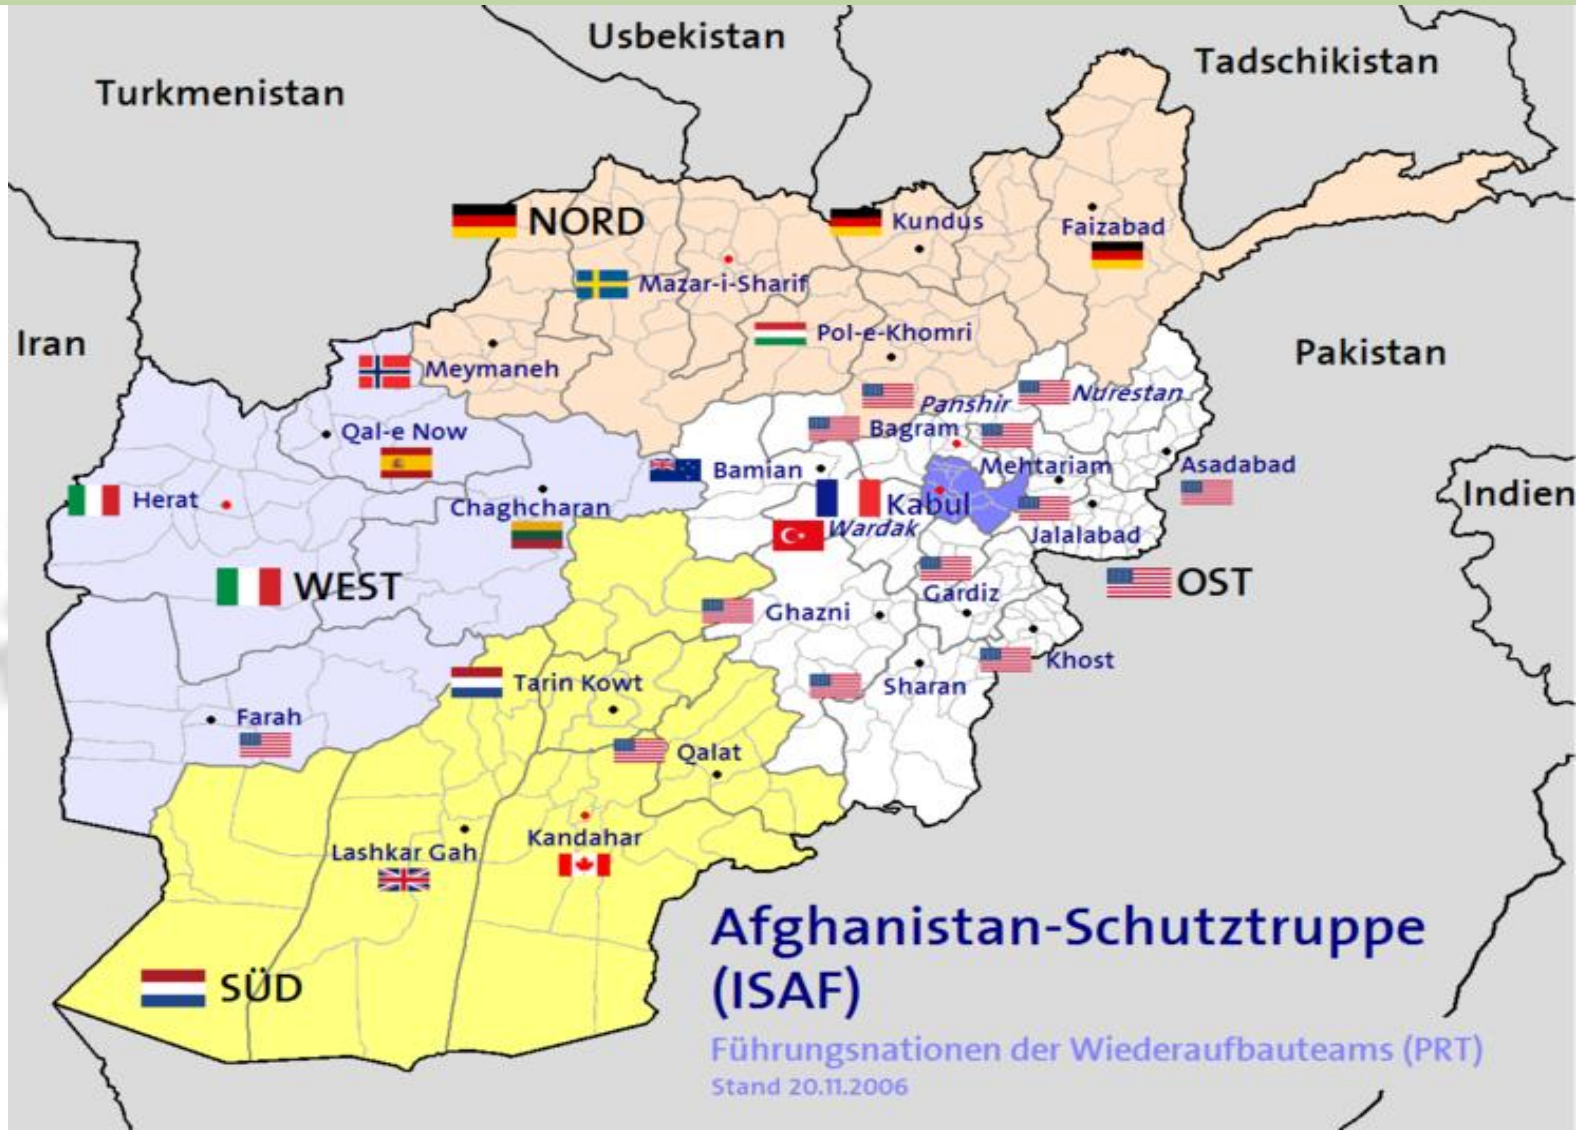 Usbekistan
Tadschikistan
Turkmenistan
NORD
Kundus
Faizabad
Mazar-i-Sharif
Pol-e-Khomri
Iran
Pakistan
Meymaneh
Nurestan
Panshir
Qal-e Now
Bagram
Mehtariam
Asadabad
Bamian
Herat
Chaghcharan
Kabul
Indien
Wardak
Jalalabad
WEST
OST
Gardiz
Ghazni
Khost
Tarin Kowt
Sharan
Farah
Qalat
Kandahar
Lashkar Gah
SÜD
Afghanistan-Schutztruppe
(ISAF)
Führungsnationen der Wiederaufbauteams (PRT)
Stand 20.11.2006